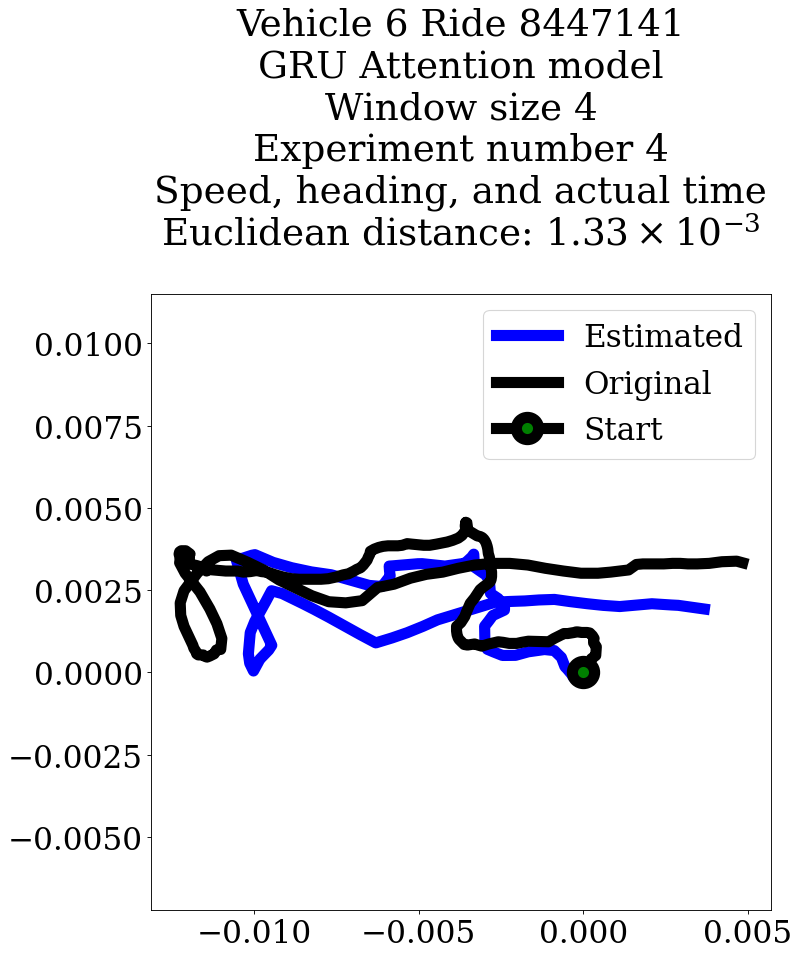 Vehicle 6 Ride 8447141
GRU Attention model
Window size 4
Experiment number 4
Speed, heading, and actual time
Euclidean distance: 1.33 × 10⁻³
Estimated
Original
Start
0.0100
0.0075
0.0050
0.0025
0.0000
−0.0025
−0.0050
−0.010 −0.005 0.000 0.005